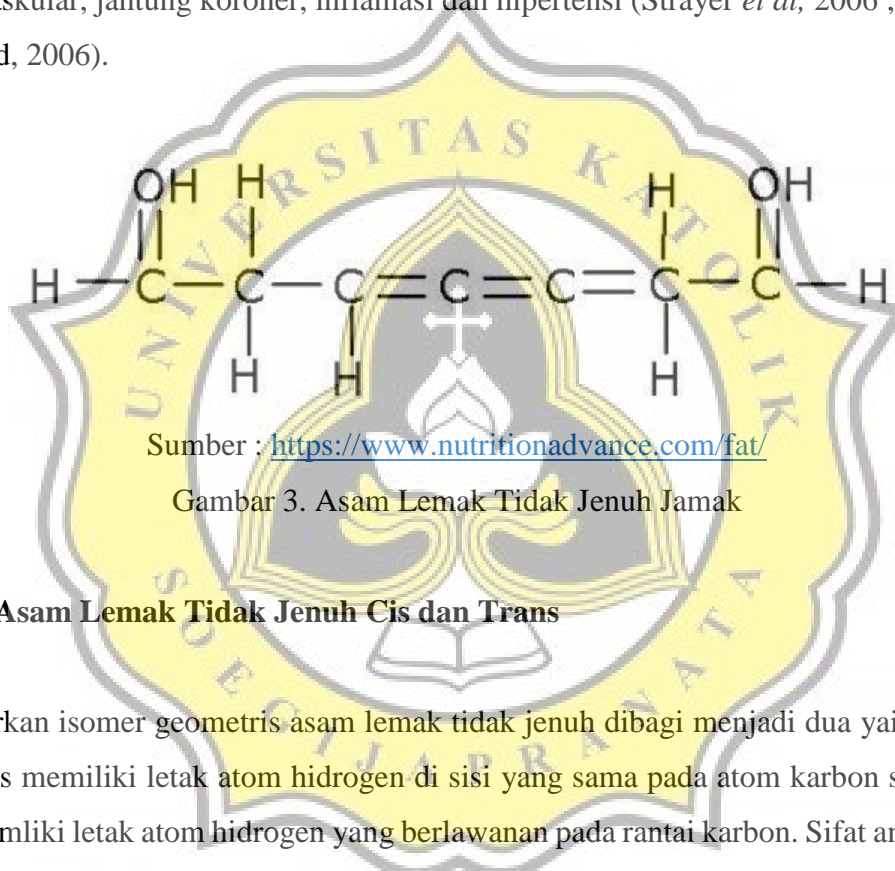 skular, jantung koroner, inflamasi dan hipertensi (Strayer et al, 2006 ;
d, 2006).
UNIVERSITAS KATOLIK
OH H H OH
H C C C C C C C H
H H H
Sumber : https://www.nutritionadvance.com/fat/
Gambar 3. Asam Lemak Tidak Jenuh Jamak
Asam Lemak Tidak Jenuh Cis dan Trans
SOEGIJAPRANATA
rkan isomer geometris asam lemak tidak jenuh dibagi menjadi dua yai
s memiliki letak atom hidrogen di sisi yang sama pada atom karbon s
mliki letak atom hidrogen yang berlawanan pada rantai karbon. Sifat an